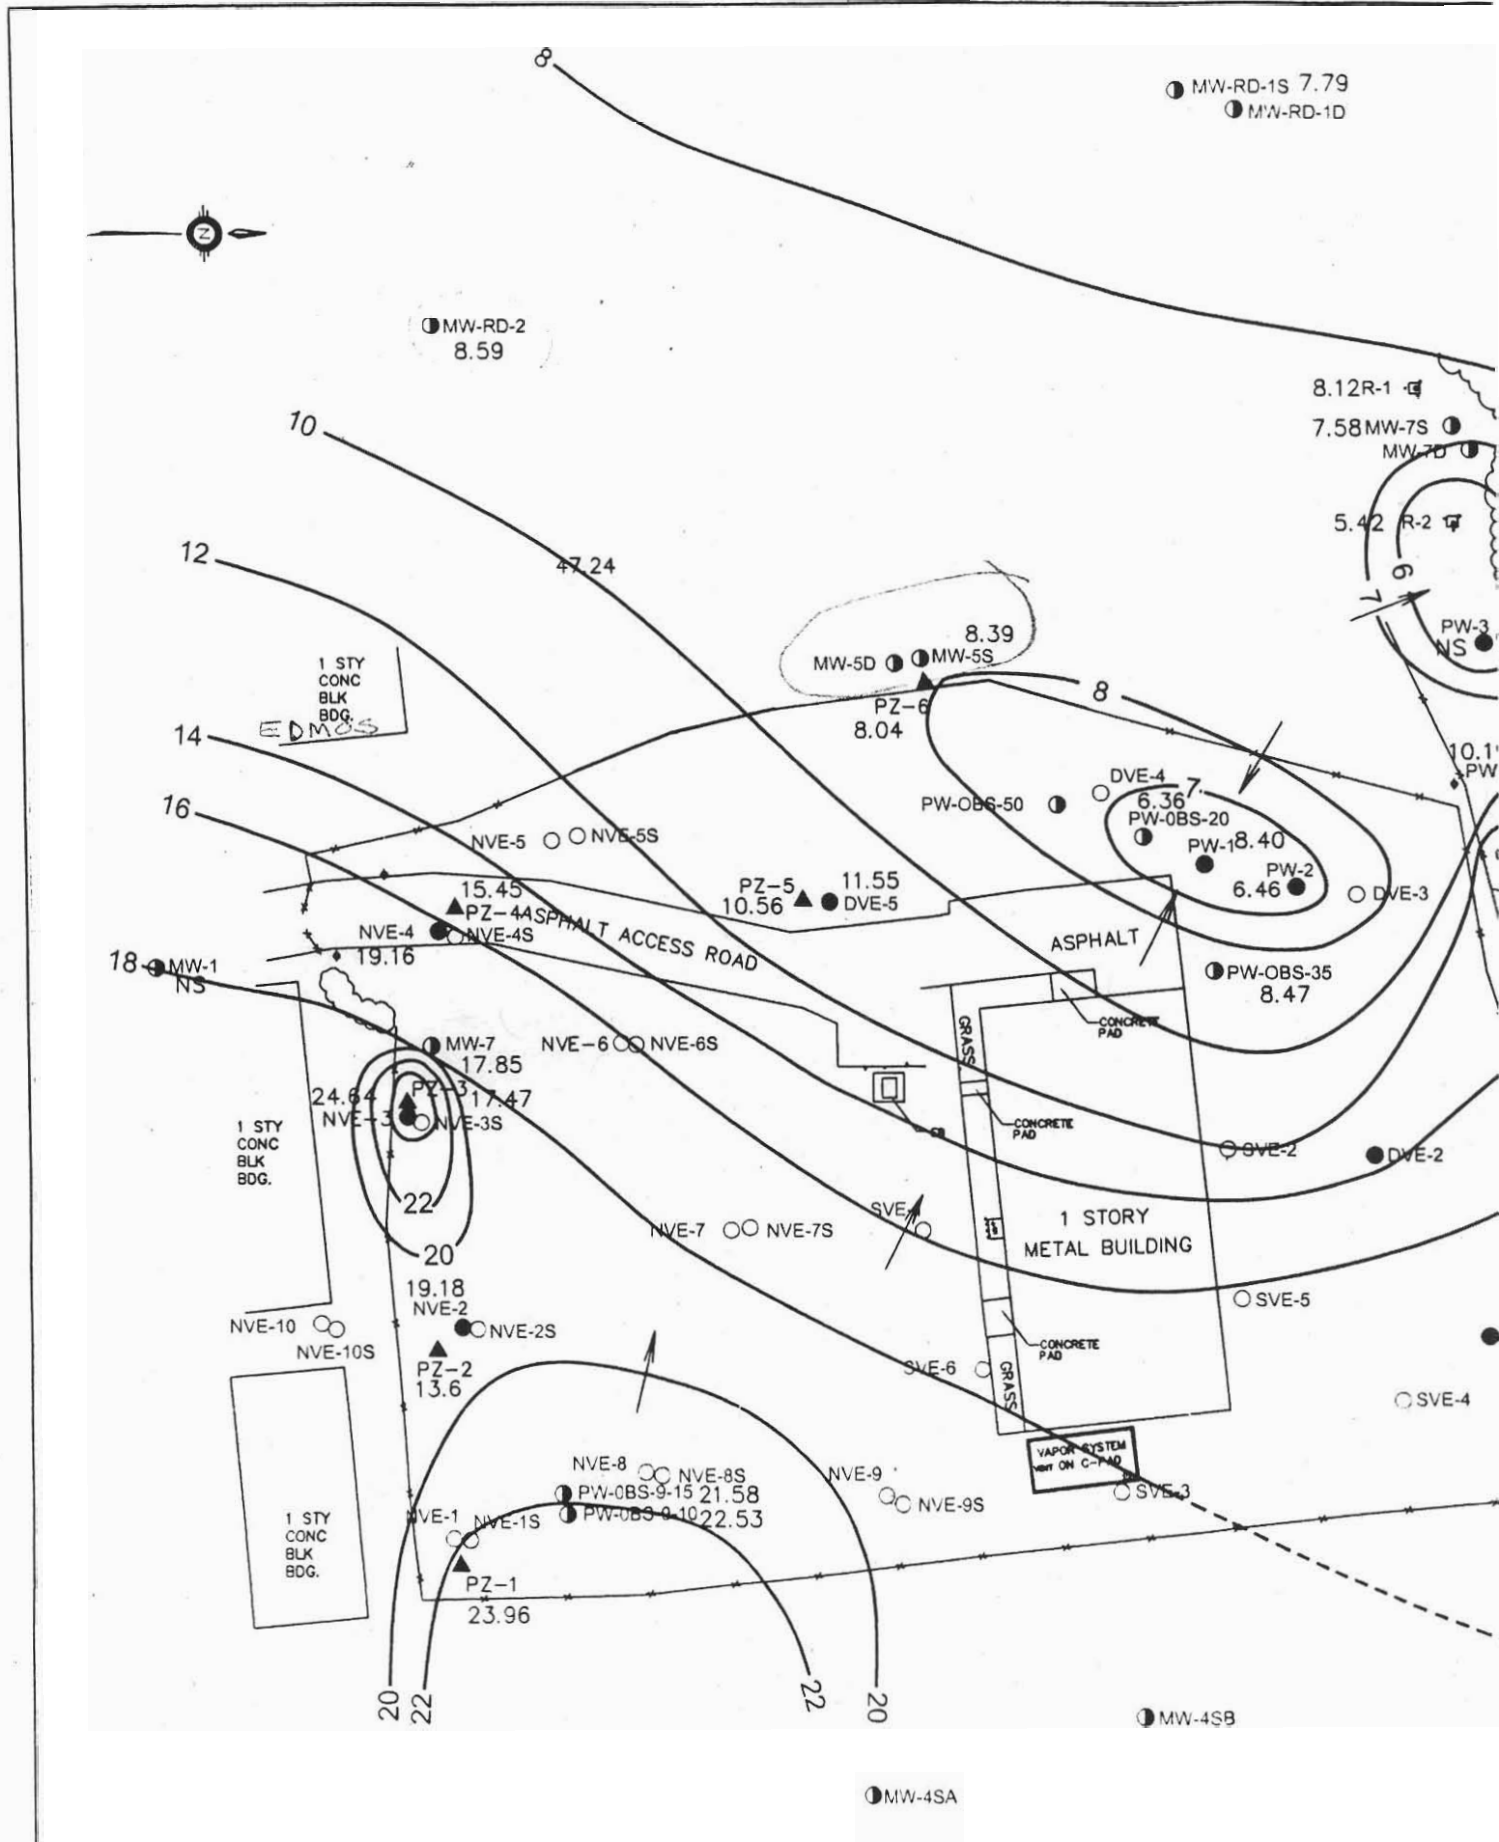 8
MW-RD-1S 7.79
MW-RD-1D
N
MW-RD-2
8.59
8.12 R-1
7.58 MW-7S
MW-7D
10
5.42 R-2
12
47.24
6
7
PW-3
NS
8.39
MW-5D
MW-5S
1 STY
CONC
BLK
BDG.
EDMOS
PZ-6
8.04
8
14
10.1
PW
16
DVE-4
7
6.36
PW-OBS-50
PW-OBS-20
PW-1 8.40
PW-2
6.46
DVE-3
NVE-5
NVE-5S
15.45
PZ-4
ASPHALT ACCESS ROAD
PZ-5
10.56
11.55
DVE-5
NVE-4
NVE-4S
19.16
ASPHALT
18
MW-1
NS
PW-OBS-35
8.47
GRASS
CONCRETE
PAD
MW-7
17.85
NVE-6
NVE-6S
24.64
PZ-3
17.47
NVE-3
NVE-3S
CONCRETE
PAD
CB
1 STY
CONC
BLK
BDG.
SVE-2
DVE-2
22
20
NVE-7
NVE-7S
1 STORY
METAL BUILDING
19.18
NVE-2
NVE-2S
SVE-5
NVE-10
NVE-10S
PZ-2
13.6
CONCRETE
PAD
SVE-6
GRASS
SVE-4
VAPOR SYSTEM
UNIT ON C-PAD
SVE-3
NVE-8
NVE-8S
PW-OBS-9-15 21.58
PW-OBS-9-10 22.53
NVE-9
NVE-9S
NVE-1
NVE-1S
1 STY
CONC
BLK
BDG.
PZ-1
23.96
20
22
22
20
MW-4SB
MW-4SA